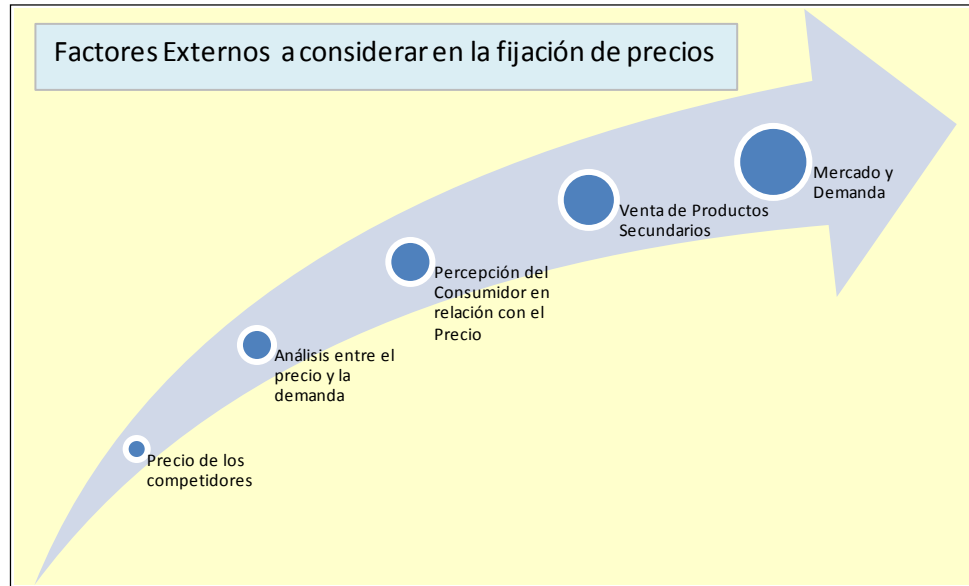 Factores Externos a considerar en la fijación de precios
Mercado y
Demanda
Venta de Productos
Secundarios
Percepción del
Consumidor en
relación con el
Precio
Análisis entre el
precio y la
demanda
Precio de los
competidores